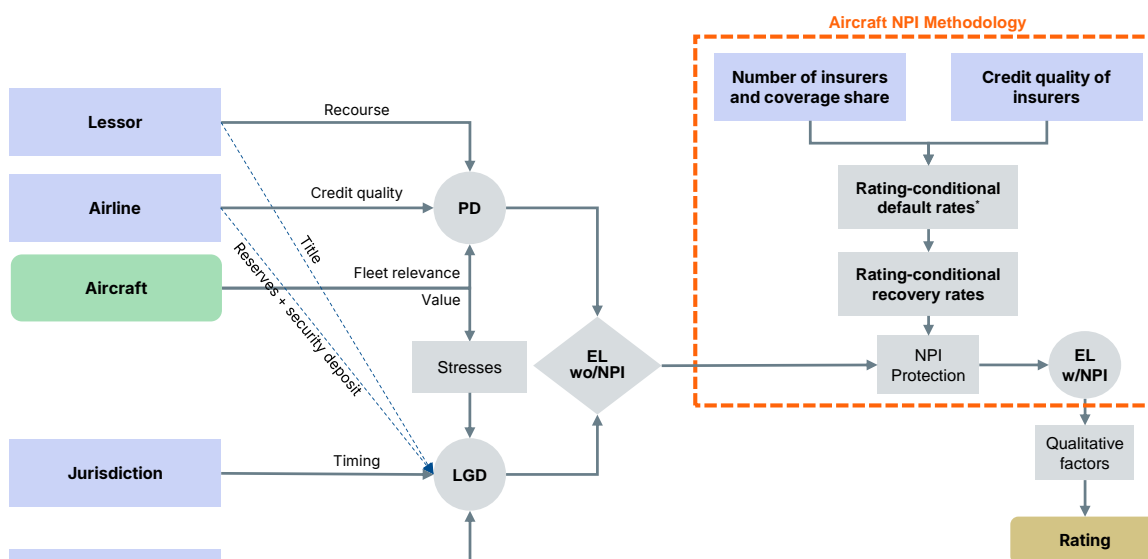 Aircraft NPI Methodology
Number of insurers
and coverage share
Credit quality of
insurers
Lessor
Recourse
Rating-conditional
default rates*
Airline
Credit quality
PD
Title
Reserves + security deposit
Aircraft
Fleet relevance
Value
Rating-conditional
recovery rates
Stresses
EL
wo/NPI
NPI
Protection
EL
w/NPI
Jurisdiction
Timing
LGD
Qualitative
factors
Rating